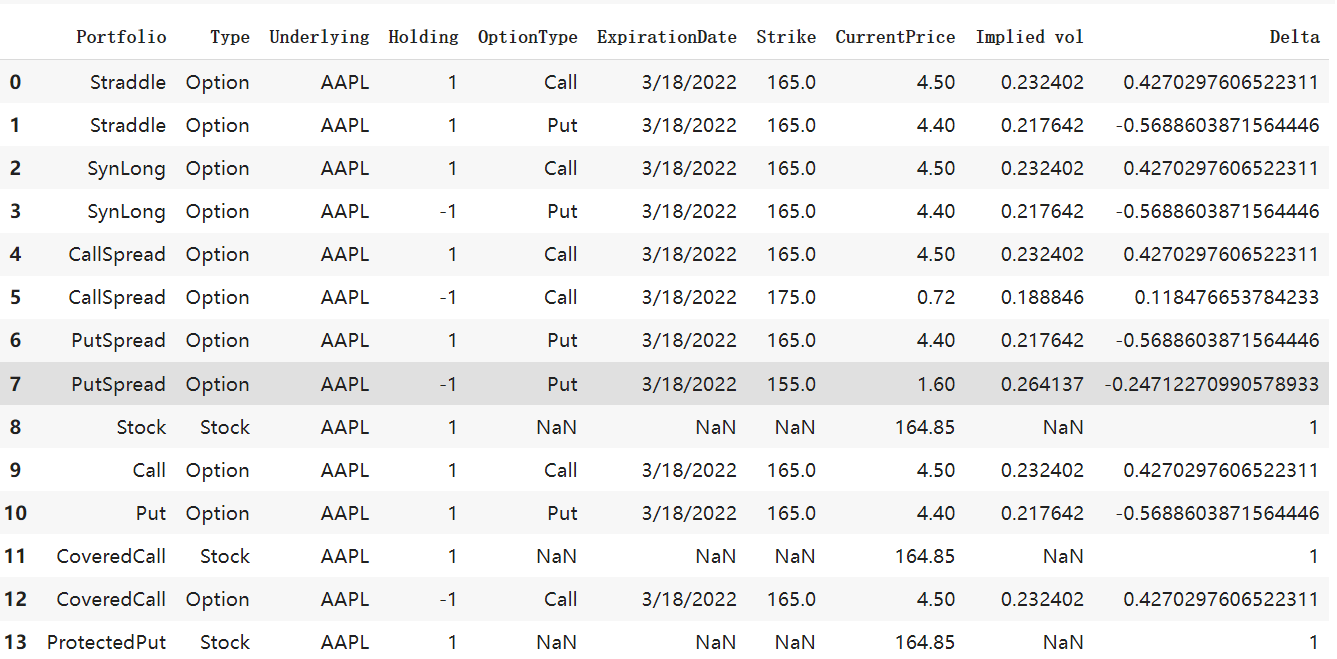 Portfolio Type Underlying Holding OptionType ExpirationDate Strike CurrentPrice Implied vol Delta
0 Straddle Option AAPL 1 Call 3/18/2022 165.0 4.50 0.232402 0.4270297606522311
1 Straddle Option AAPL 1 Put 3/18/2022 165.0 4.40 0.217642 -0.5688603871564446
2 SynLong Option AAPL 1 Call 3/18/2022 165.0 4.50 0.232402 0.4270297606522311
3 SynLong Option AAPL -1 Put 3/18/2022 165.0 4.40 0.217642 -0.5688603871564446
4 CallSpread Option AAPL 1 Call 3/18/2022 165.0 4.50 0.232402 0.4270297606522311
5 CallSpread Option AAPL -1 Call 3/18/2022 175.0 0.72 0.188846 0.118476653784233
6 PutSpread Option AAPL 1 Put 3/18/2022 165.0 4.40 0.217642 -0.5688603871564446
7 PutSpread Option AAPL -1 Put 3/18/2022 155.0 1.60 0.264137 -0.24712270990578933
8 Stock Stock AAPL 1 NaN NaN NaN 164.85 NaN 1
9 Call Option AAPL 1 Call 3/18/2022 165.0 4.50 0.232402 0.4270297606522311
10 Put Option AAPL 1 Put 3/18/2022 165.0 4.40 0.217642 -0.5688603871564446
11 CoveredCall Stock AAPL 1 NaN NaN NaN 164.85 NaN 1
12 CoveredCall Option AAPL -1 Call 3/18/2022 165.0 4.50 0.232402 0.4270297606522311
13 ProtectedPut Stock AAPL 1 NaN NaN NaN 164.85 NaN 1